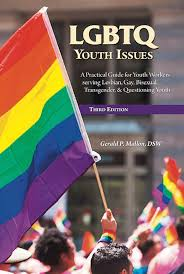 LGBTQ
YOUTH ISSUES
A Practical Guide for Youth Workers
serving Lesbian, Gay, Bisexual,
Transgender, & Questioning Youth
THIRD EDITION
Gerald P. Mallon, DSW